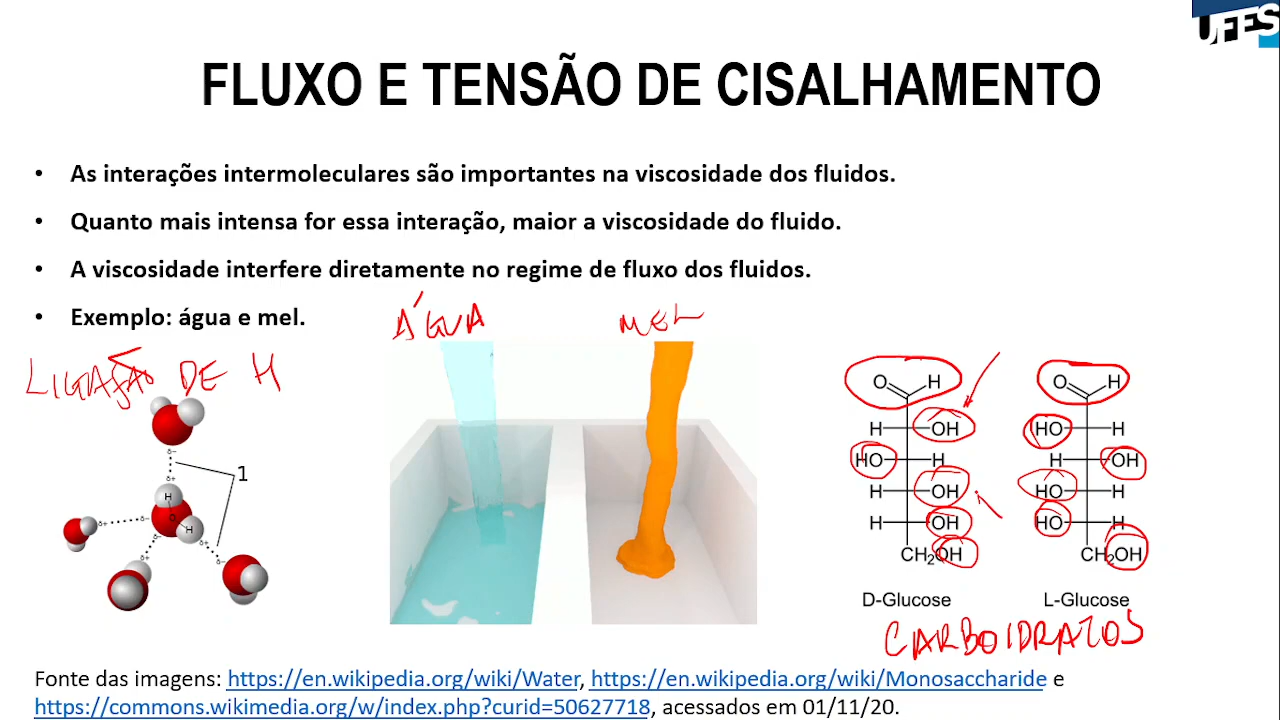 UFES
FLUXO E TENSÃO DE CISALHAMENTO
• As interações intermoleculares são importantes na viscosidade dos fluidos.
• Quanto mais intensa for essa interação, maior a viscosidade do fluido.
• A viscosidade interfere diretamente no regime de fluxo dos fluidos.
• Exemplo: água e mel.
ÁGUA MEL
LIGAÇÃO DE H
1
δ− δ+ H O H
δ+ δ− δ− δ+ δ+ δ−
O H O H
H OH HO H
HO H H OH
H OH HO H
H OH HO H
CH2OH CH2OH
D-Glucose L-Glucose
CARBOIDRATOS
Fonte das imagens: https://en.wikipedia.org/wiki/Water, https://en.wikipedia.org/wiki/Monosaccharide e
https://commons.wikimedia.org/w/index.php?curid=50627718, acessados em 01/11/20.